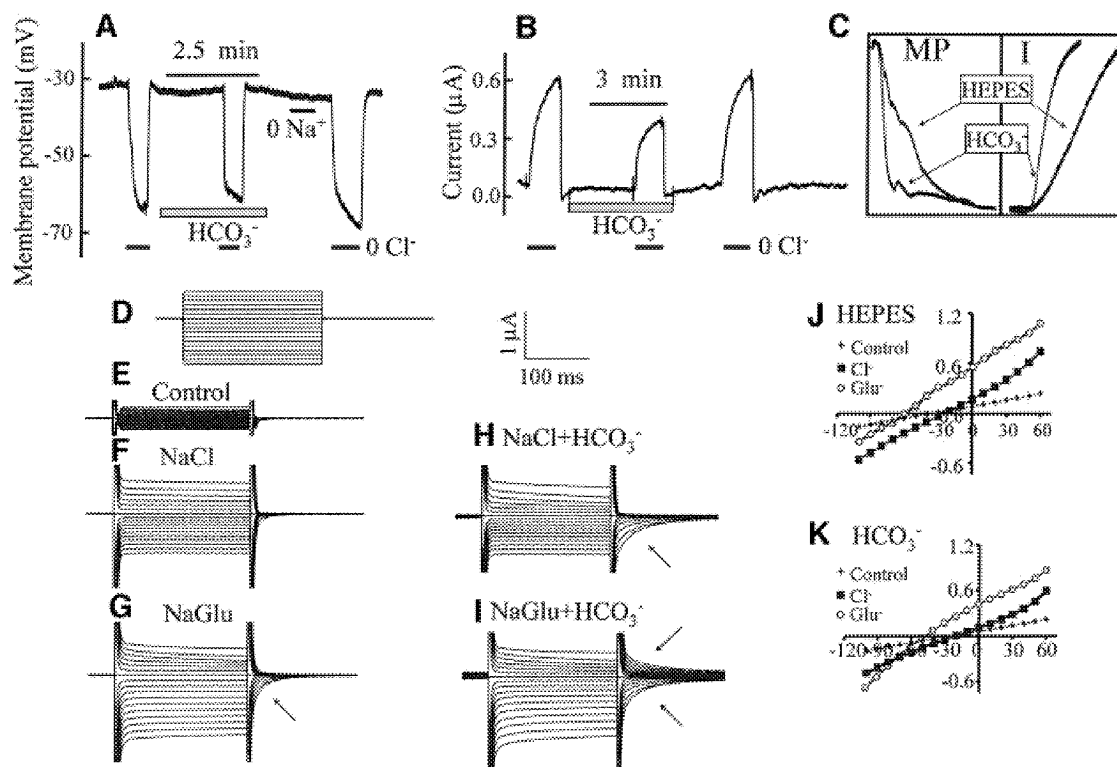 A
Membrane potential (mV)
-30
-50
-70
2.5 min
0 Na⁺
HCO₃⁻
0 Cl⁻
B
Current (μA)
0.6
0.3
0.0
3 min
HCO₃⁻
0 Cl⁻
C
MP
I
HEPES
HCO₃⁻
D
1 μA
100 ms
E
Control
F
NaCl
G
NaGlu
H
NaCl+HCO₃⁻
I
NaGlu+HCO₃⁻
J
HEPES
Control
Cl⁻
Glu⁻
1.2
0.6
-0.6
-120
-30
0
30
60
K
HCO₃⁻
Control
Cl⁻
Glu⁻
1.2
0.6
-0.6
-120
-90
-30
0
30
60